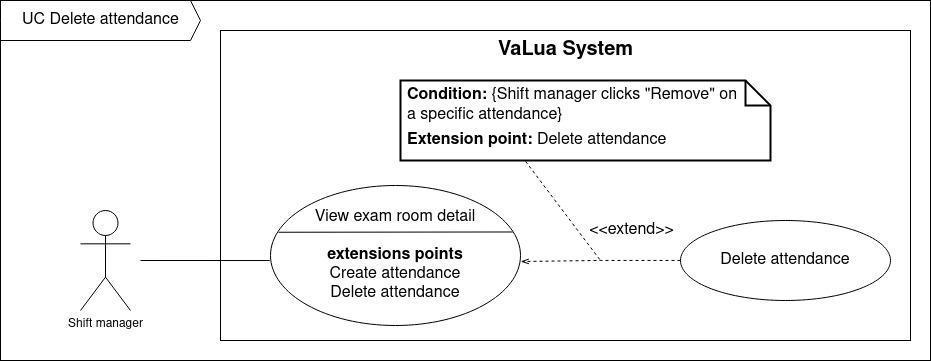 UC Delete attendance
VaLua System
Condition: {Shift manager clicks "Remove" on
a specific attendance}
Extension point: Delete attendance
View exam room detail
extensions points
Create attendance
Delete attendance
<<extend>>
Delete attendance
Shift manager